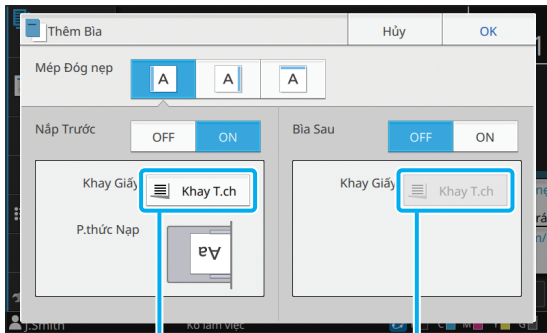 Thêm Bìa
Hủy
OK
1
Mép Đóng nẹp
A
A
A
Nắp Trước
OFF
ON
Bìa Sau
OFF
ON
Khay Giấy
Khay T.ch
Khay Giấy
Khay T.ch
P.thức Nạp
Aa
J.Smith
Ko làm việc
C
M
Y
G